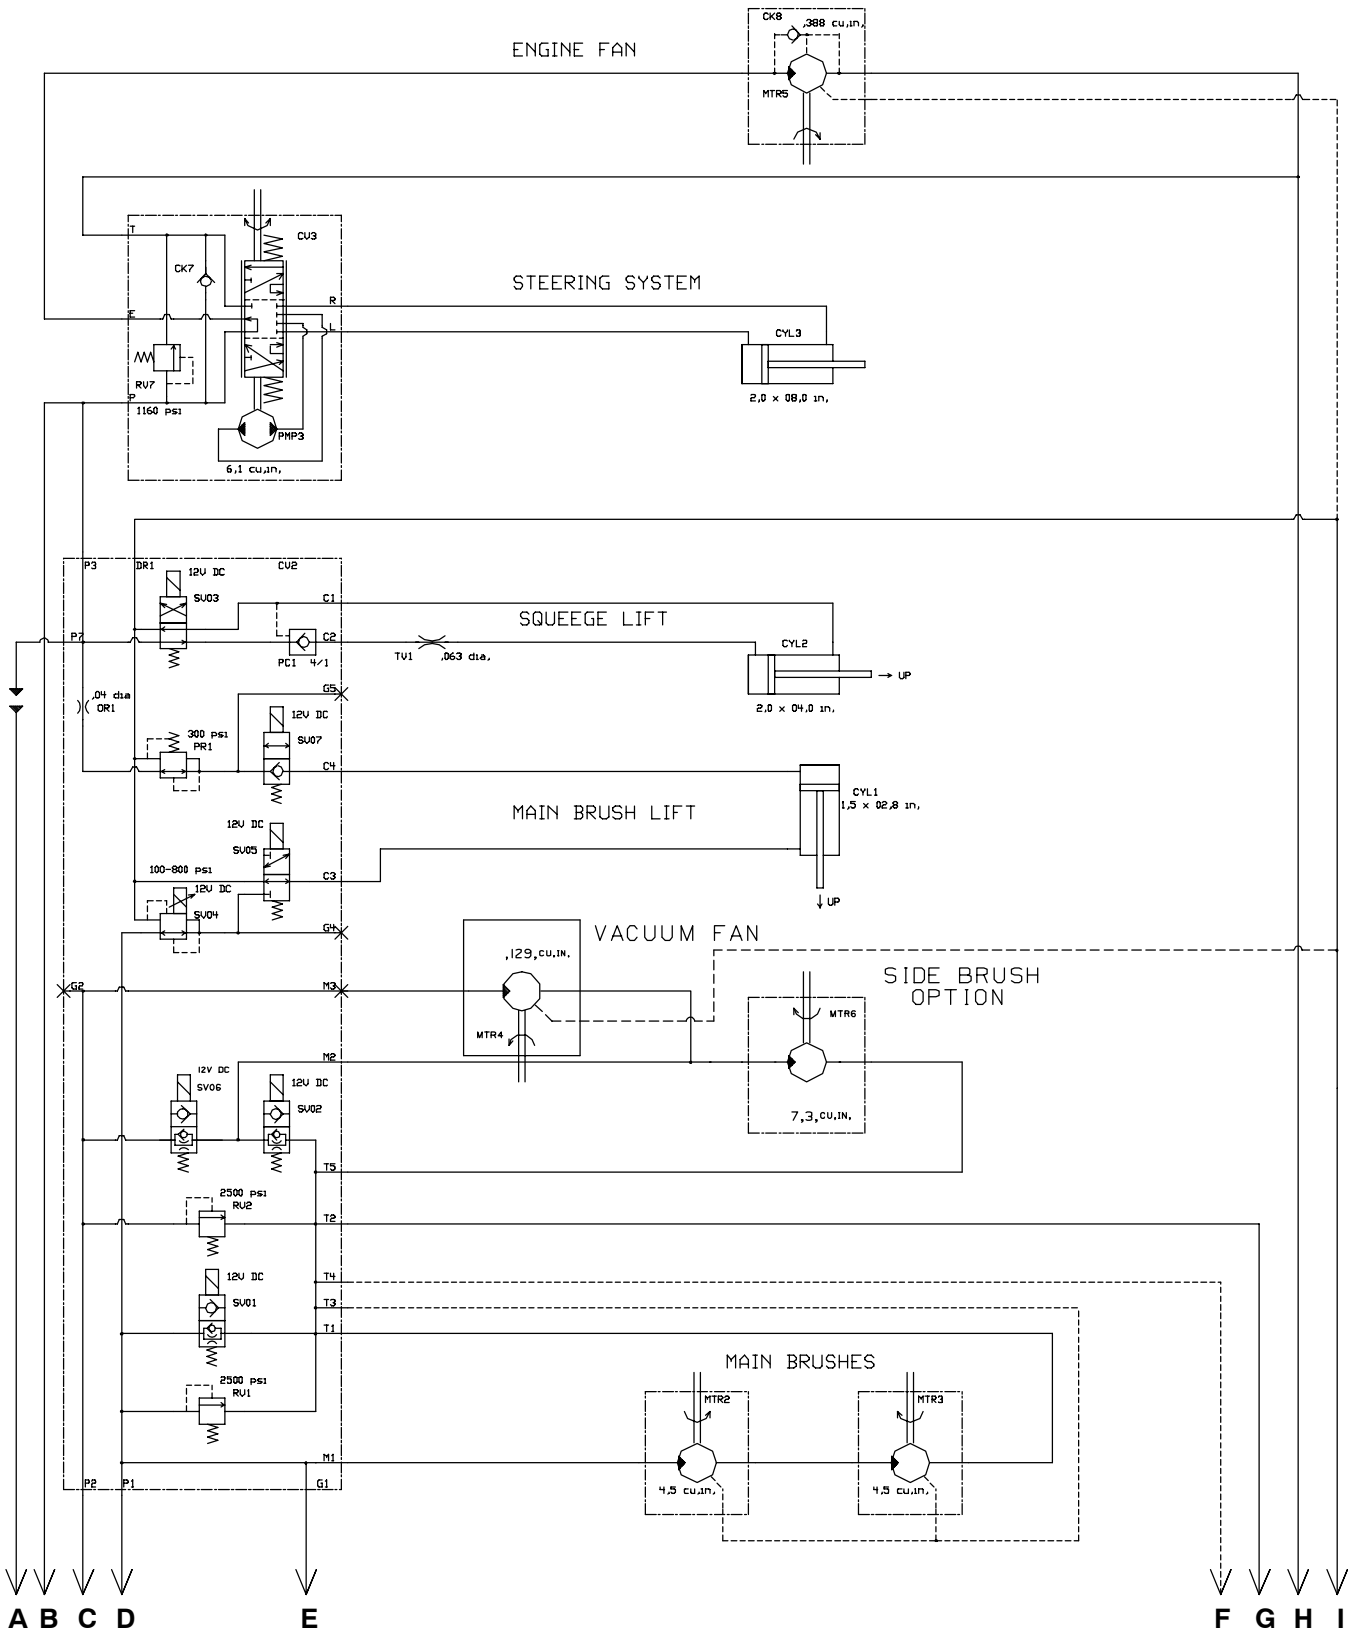 CK8
,388 cu,in,
ENGINE FAN
MTR5
T
CV3
CK7
STEERING SYSTEM
R
E
L
CYL3
RV7
P
1160 psi
2,0 x 08,0 in,
PMP3
6,1 cu,in,
P3
DR1
CV2
12V DC
SV03
C1
SQUEEGE LIFT
P7
C2
CYL2
PC1 4/1
TV1
,063 dia,
UP
G5
,04 dia
OR1
2,0 x 04,0 in,
12V DC
300 psi
PR1
SV07
C4
CYL1
1,5 x 02,8 in,
MAIN BRUSH LIFT
12V DC
SV05
100-800 psi
C3
12V DC
SV04
UP
G4
VACUUM FAN
,129,CU,IN,
SIDE BRUSH
OPTION
G2
M3
MTR6
MTR4
M2
12V DC
SV06
12V DC
SV02
7,3,CU,IN,
T5
2500 psi
RV2
T2
12V DC
T4
SV01
T3
T1
MAIN BRUSHES
2500 psi
RV1
MTR2
MTR3
M1
P2
P1
G1
4,5 cu,in,
4,5 cu,in,
A B C D E F G H I